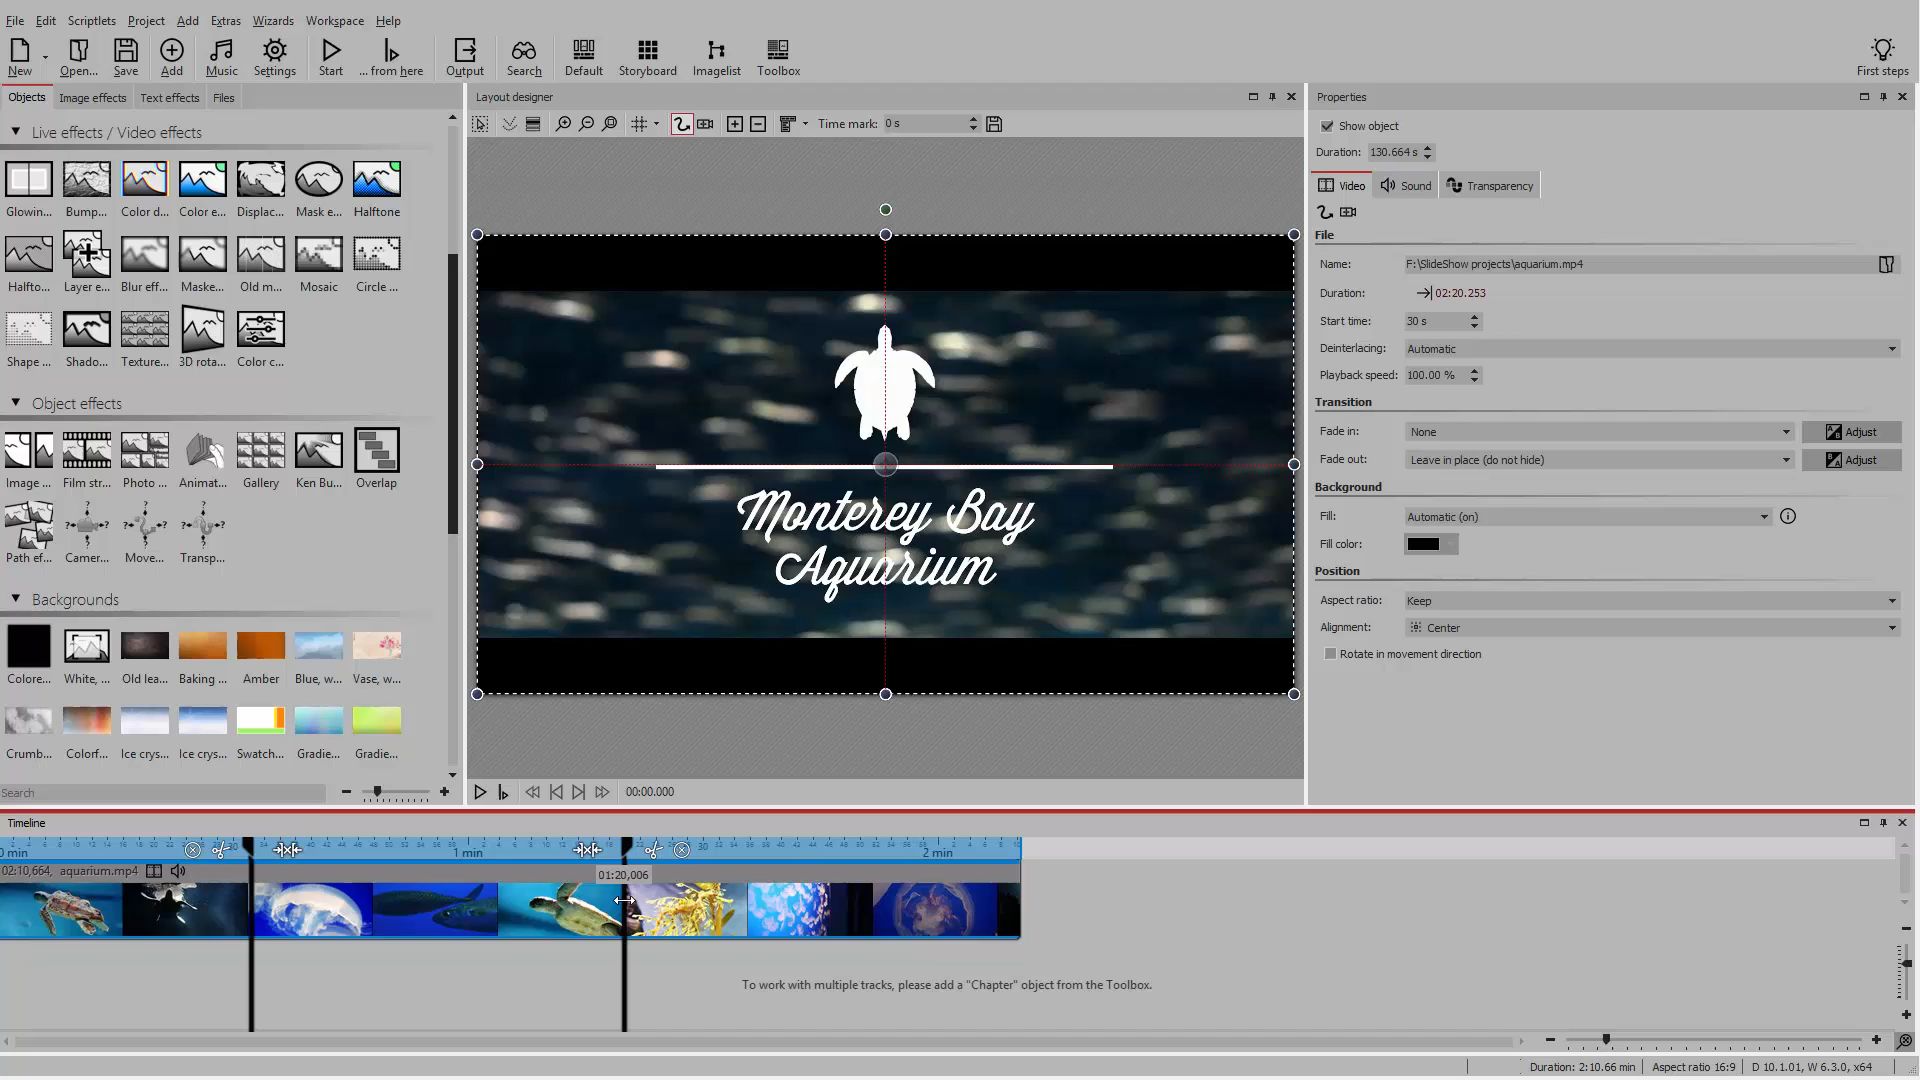 File Edit Scriptlets Project Add Extras Wizards Workspace Help
New Open... Save Add Music Settings Start ... from here Output Search Default Storyboard Imagelist Toolbox First steps
Objects Image effects Text effects Files
Live effects / Video effects
Glowin... Bump... Color d... Color e... Displac... Mask e... Halftone
Halfto... Layer e... Blur eff... Maske... Old m... Mosaic Circle ...
Shape ... Shado... Texture... 3D rota... Color c...
Object effects
Image ... Film str... Photo ... Animat... Gallery Ken Bu... Overlap
Path ef... Camer... Move... Transp...
Backgrounds
Colore... White, ... Old lea... Baking ... Amber Blue, w... Vase, w...
Crumb... Colorf... Ice crys... Ice crys... Swatch... Gradie... Gradie...
Search
Layout designer
Time mark: 0 s
Monterey Bay
Aquarium
00:00.000
Properties
Show object
Duration: 130.664 s
Video Sound Transparency
File
Name: F:\SlideShow projects\aquarium.mp4
Duration: 02:20.253
Start time: 30 s
Deinterlacing: Automatic
Playback speed: 100.00 %
Transition
Fade in: None Adjust
Fade out: Leave in place (do not hide) Adjust
Background
Fill: Automatic (on)
Fill color:
Position
Aspect ratio: Keep
Alignment: Center
Rotate in movement direction
Timeline
0 min 1 min 30 2 min
02:10,664, aquarium.mp4
01:20,006
To work with multiple tracks, please add a "Chapter" object from the Toolbox.
Duration: 2:10.66 min Aspect ratio 16:9 D 10.1.01, W 6.3.0, x64